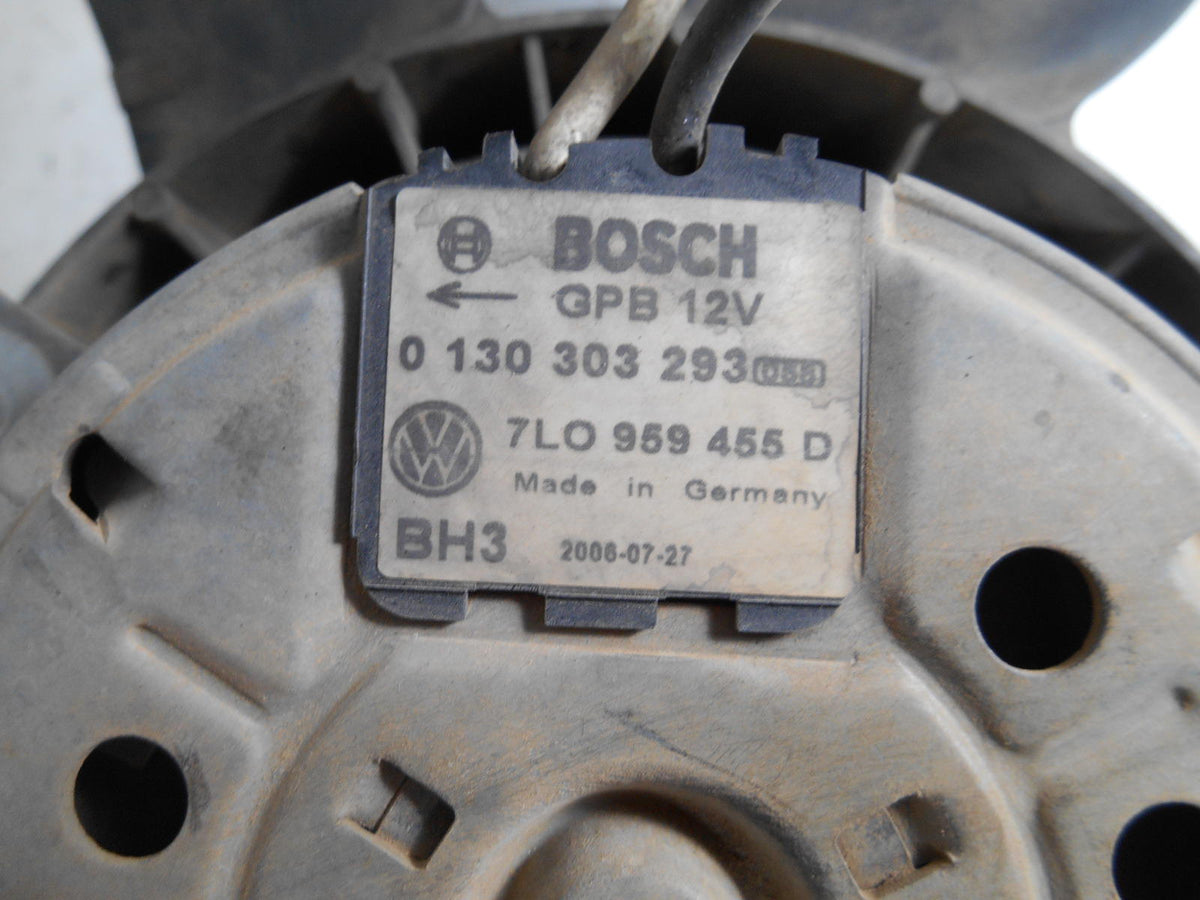 BOSCH
GPB 12V
0 130 303 293
7LO 959 455 D
Made in Germany
BH3 2006-07-27